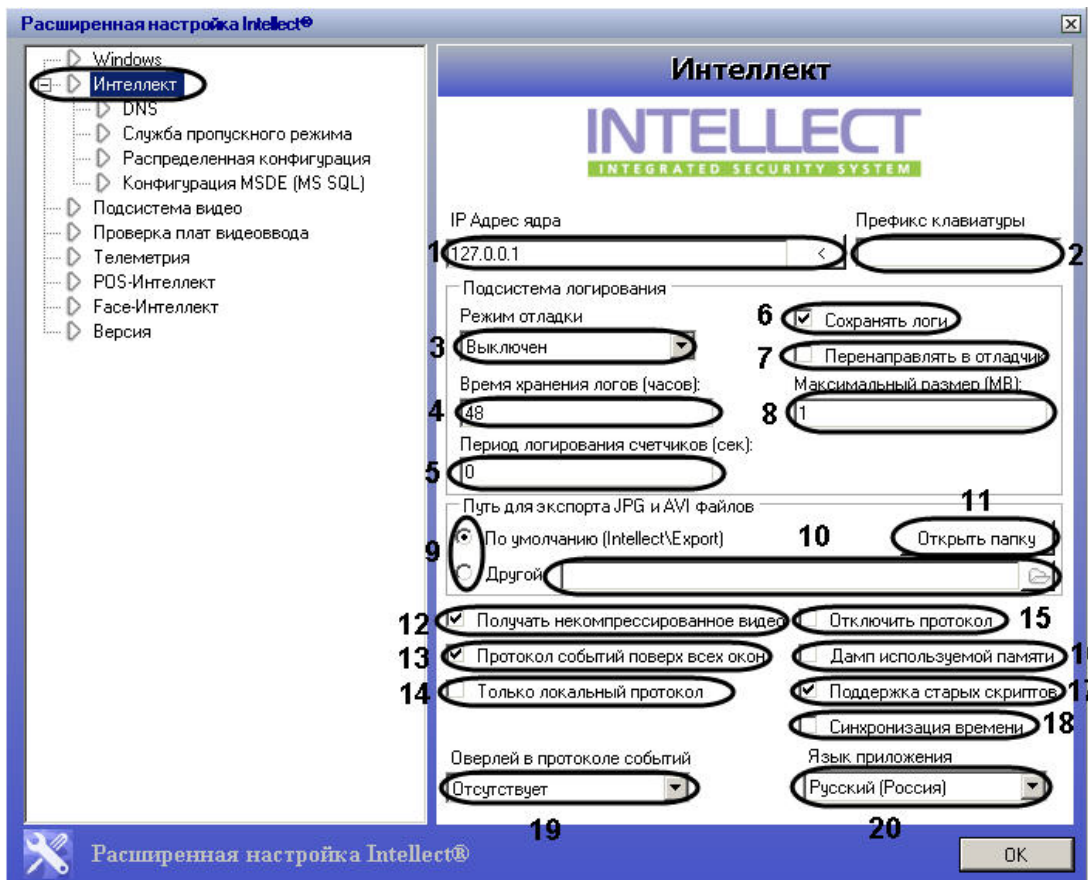 Расширенная настройка Intellect®
Windows
Интеллект
DNS
Служба пропускного режима
Распределенная конфигурация
Конфигурация MSDE (MS SQL)
Подсистема видео
Проверка плат видеоввода
Телеметрия
POS-Интеллект
Face-Интеллект
Версия
Интеллект
INTELLECT
INTEGRATED SECURITY SYSTEM
IP Адрес ядра
Префикс клавиатуры
1 127.0.0.1 <
2
Подсистема логирования
Режим отладки
3 Выключен
6 Сохранять логи
7 Перенаправлять в отладчик
Время хранения логов (часов):
Максимальный размер (MB):
4 48
8 1
Период логирования счетчиков (сек):
5 0
Путь для экспорта JPG и AVI файлов
11
9 По умолчанию (Intellect\Export)
10
Открыть папку
Другой
12 Получать некомпрессированное видео
Отключить протокол 15
13 Протокол событий поверх всех окон
Дамп используемой памяти 16
14 Только локальный протокол
Поддержка старых скриптов 17
Синхронизация времени 18
Оверлей в протоколе событий
Язык приложения
Отсутствует
Русский (Россия)
19
20
Расширенная настройка Intellect®
OK